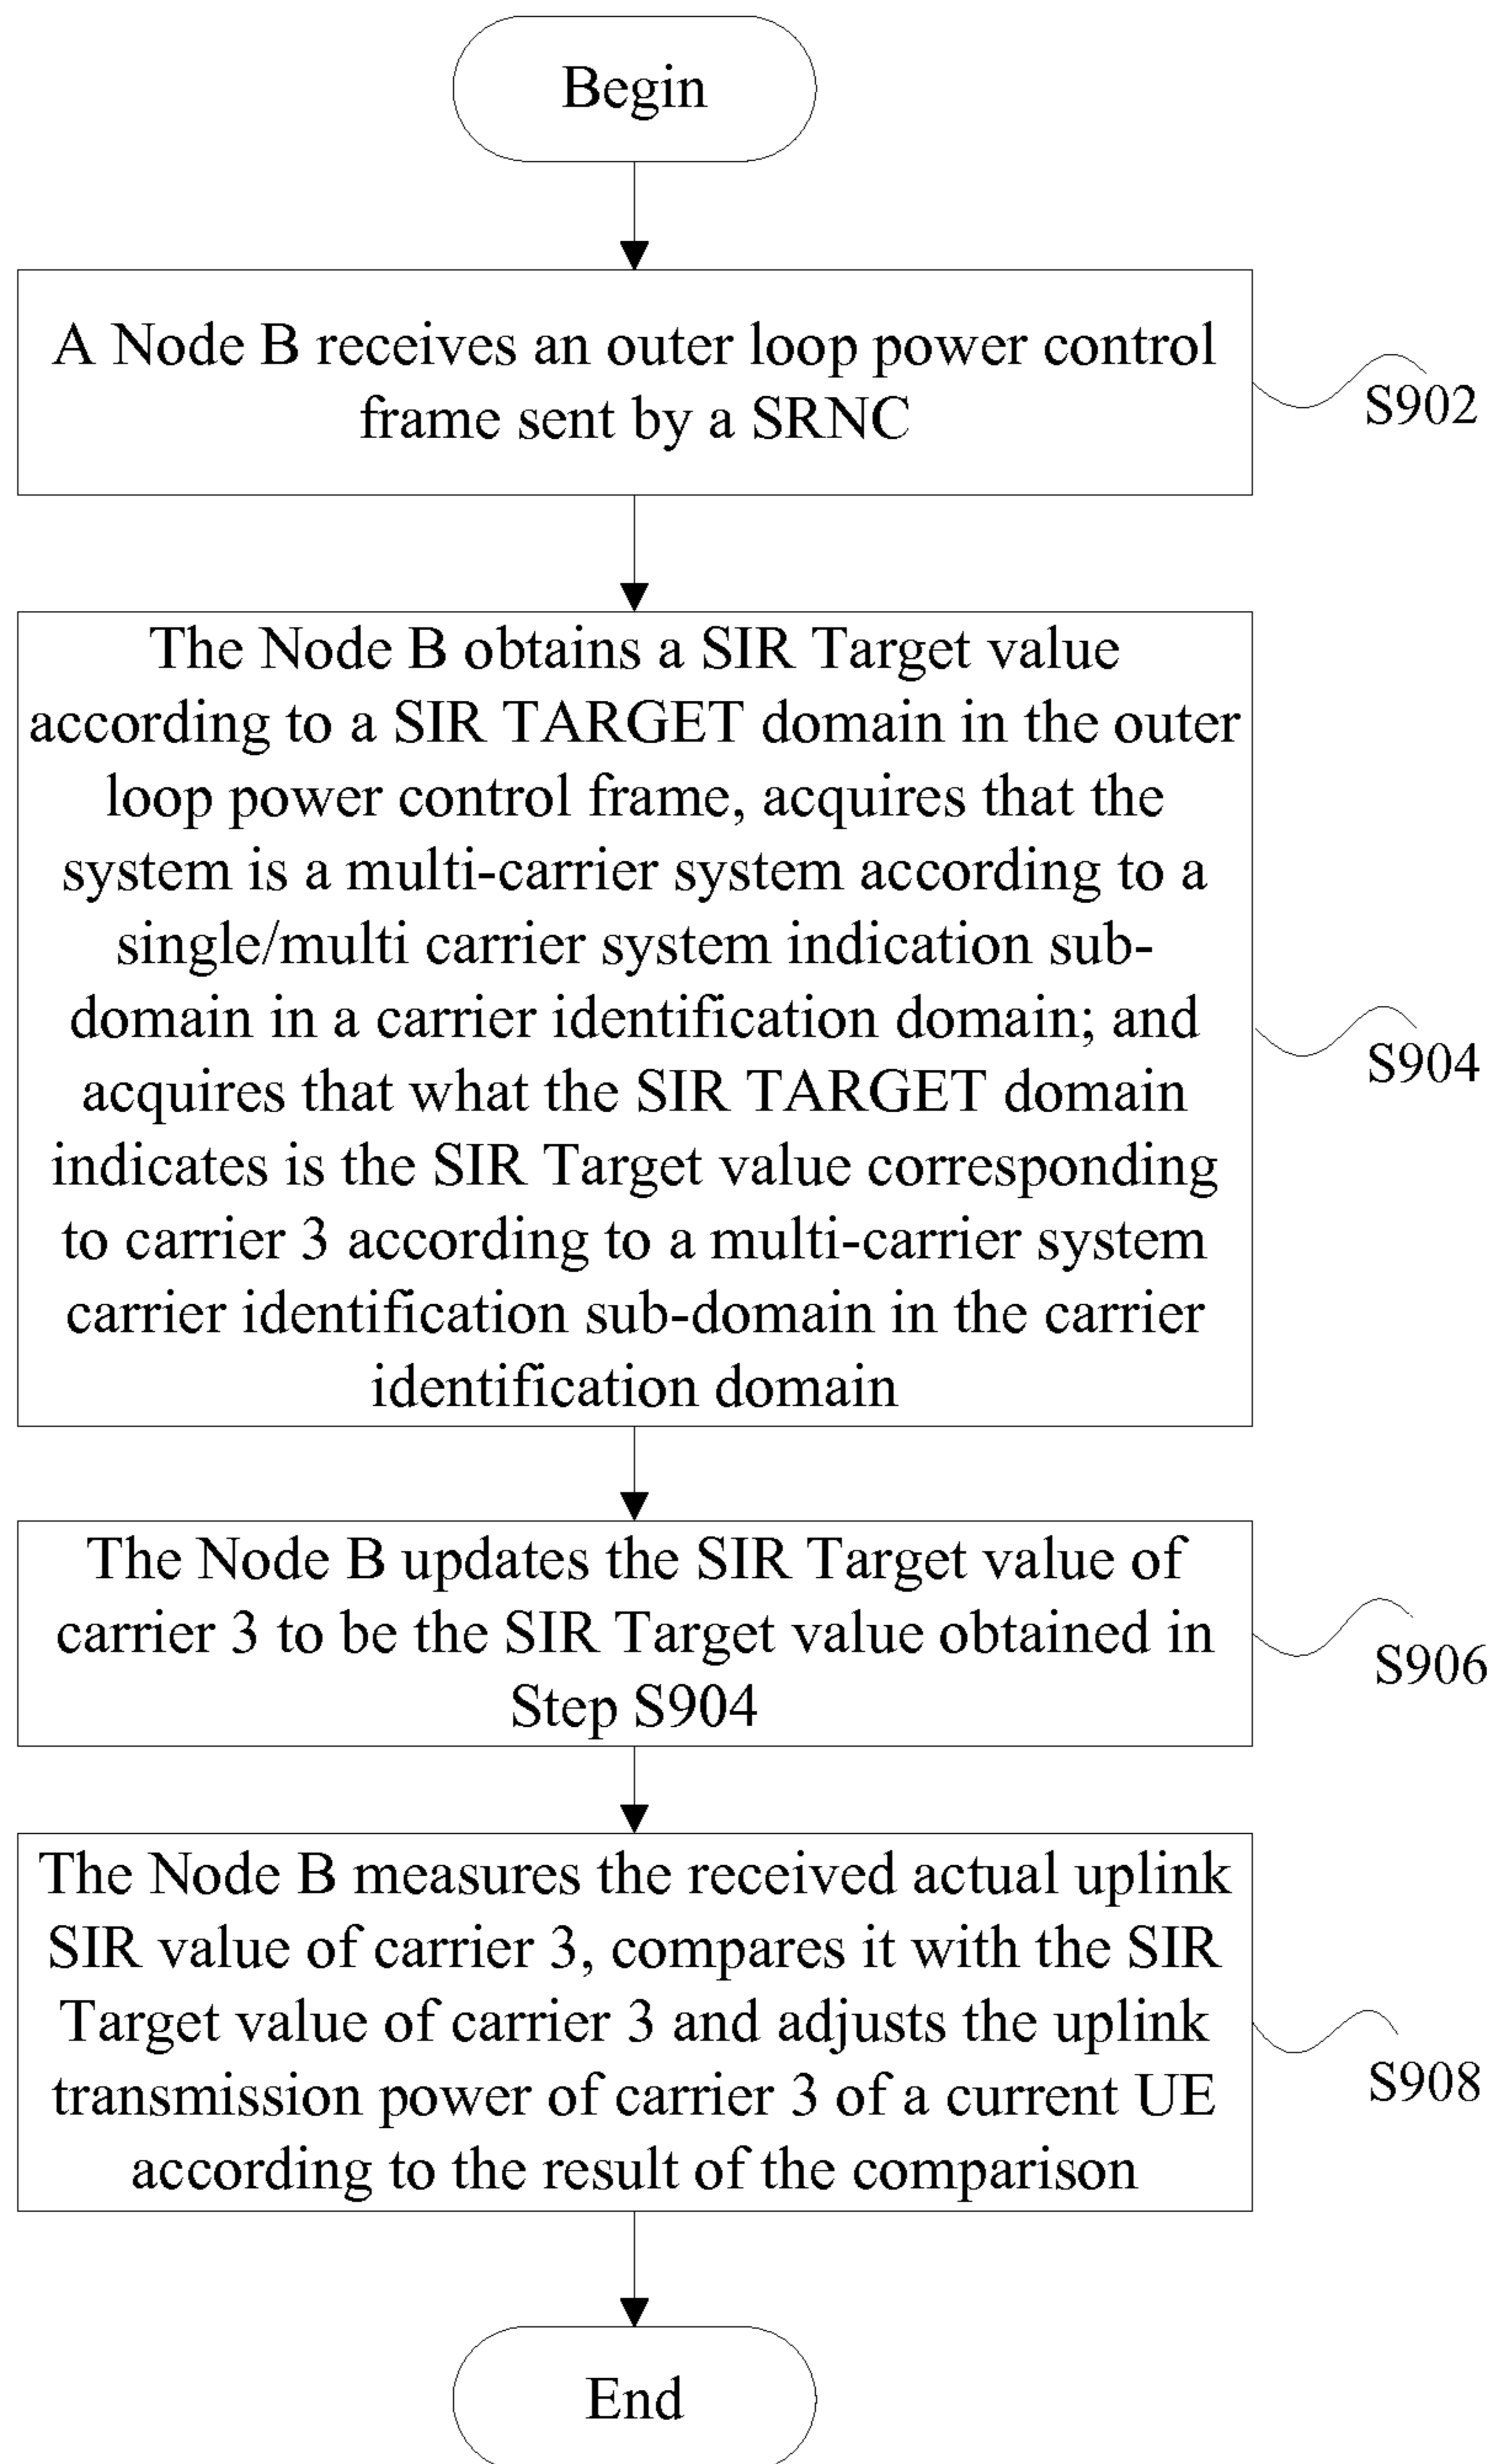 Begin
A Node B receives an outer loop power control
frame sent by a SRNC
S902
The Node B obtains a SIR Target value
according to a SIR TARGET domain in the outer
loop power control frame, acquires that the
system is a multi-carrier system according to a
single/multi carrier system indication sub-
domain in a carrier identification domain; and
acquires that what the SIR TARGET domain
indicates is the SIR Target value corresponding
to carrier 3 according to a multi-carrier system
carrier identification sub-domain in the carrier
identification domain
S904
The Node B updates the SIR Target value of
carrier 3 to be the SIR Target value obtained in
Step S904
S906
The Node B measures the received actual uplink
SIR value of carrier 3, compares it with the SIR
Target value of carrier 3 and adjusts the uplink
transmission power of carrier 3 of a current UE
according to the result of the comparison
S908
End